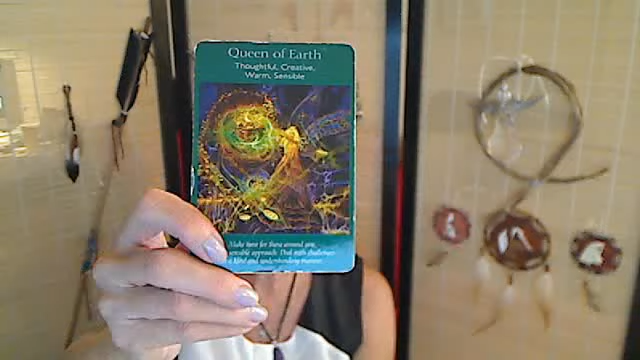 Queen of Earth
Thoughtful, Creative,
Warm, Sensible
Make time for those around you.
sensible approach. Deal with challenges
a kind and understanding manner.